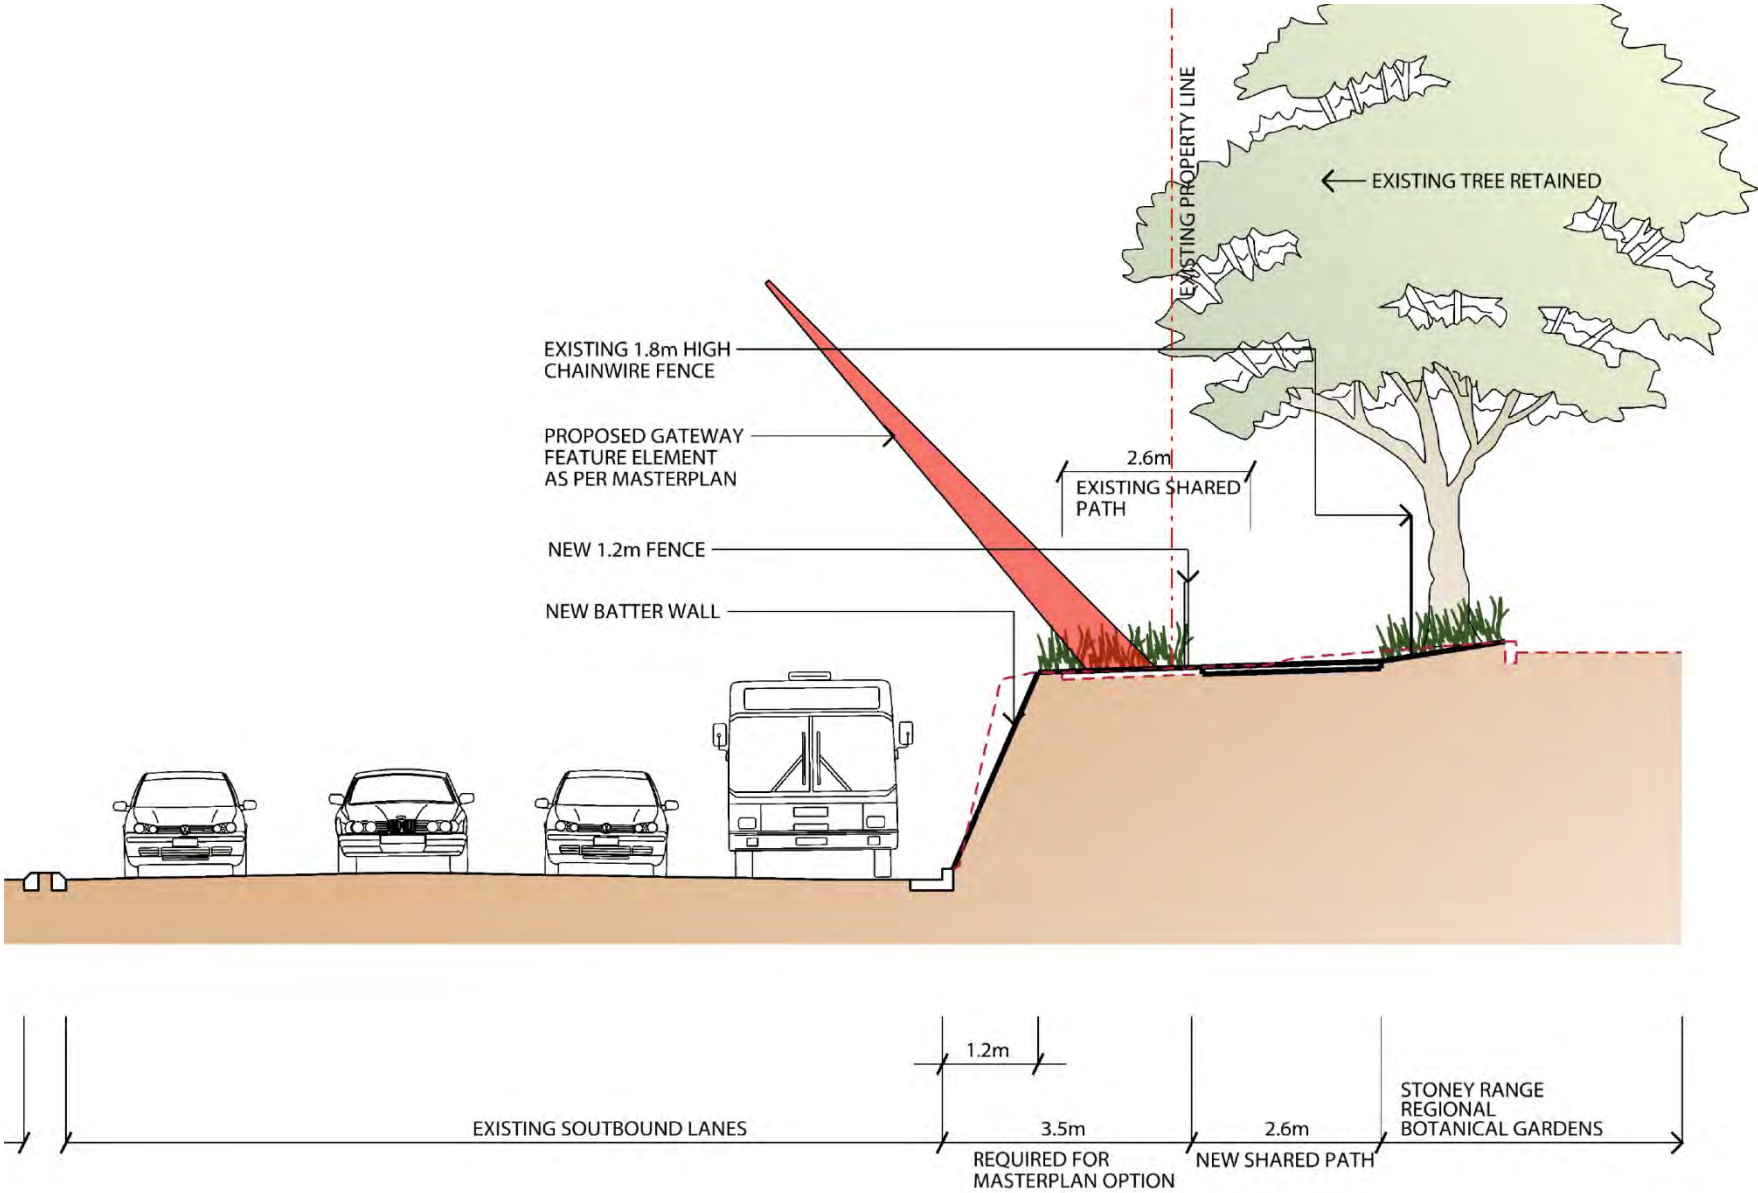 EXISTING PROPERTY LINE
EXISTING TREE RETAINED
EXISTING 1.8m HIGH
CHAINWIRE FENCE
PROPOSED GATEWAY
FEATURE ELEMENT
AS PER MASTERPLAN
2.6m
EXISTING SHARED
PATH
NEW 1.2m FENCE
NEW BATTER WALL
1.2m
EXISTING SOUTBOUND LANES
3.5m
REQUIRED FOR
MASTERPLAN OPTION
2.6m
NEW SHARED PATH
STONEY RANGE
REGIONAL
BOTANICAL GARDENS